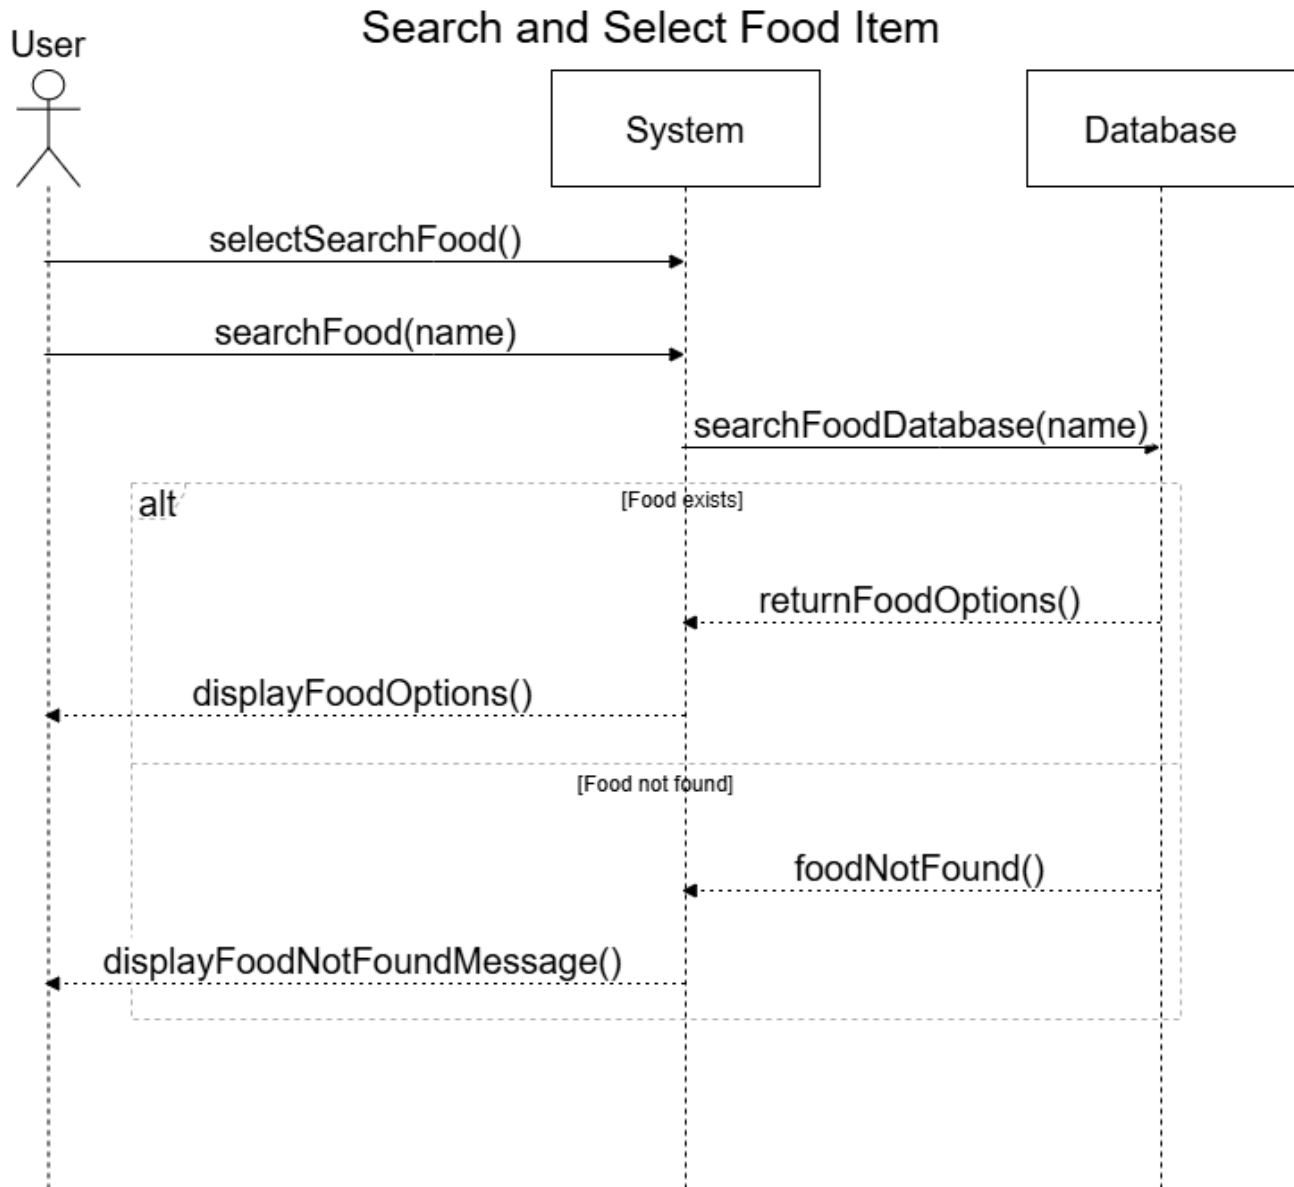 Search and Select Food Item
User
System
Database
selectSearchFood()
searchFood(name)
searchFoodDatabase(name)
alt
[Food exists]
returnFoodOptions()
displayFoodOptions()
[Food not found]
foodNotFound()
displayFoodNotFoundMessage()